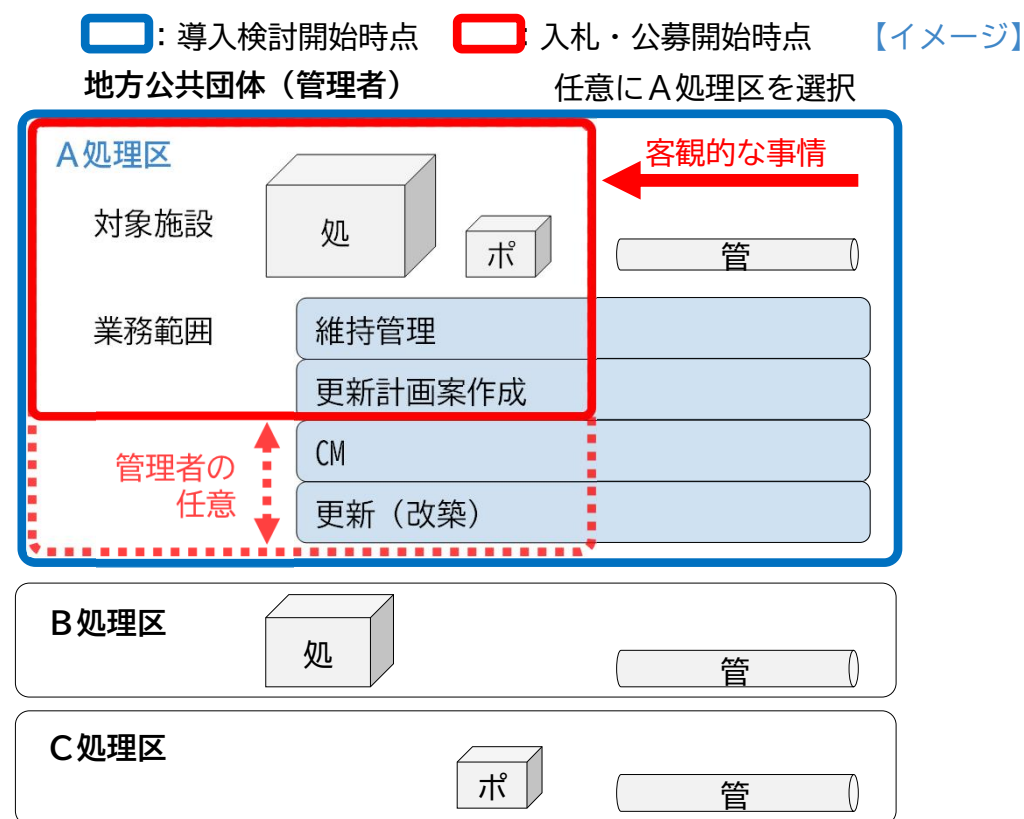 ：導入検討開始時点　：入札・公募開始時点　【イメージ】
地方公共団体（管理者）　任意にＡ処理区を選択
Ａ処理区
客観的な事情
対象施設
処
ポ
管
業務範囲
維持管理
更新計画案作成
CM
更新（改築）
管理者の
任意
Ｂ処理区
処
管
Ｃ処理区
ポ
管